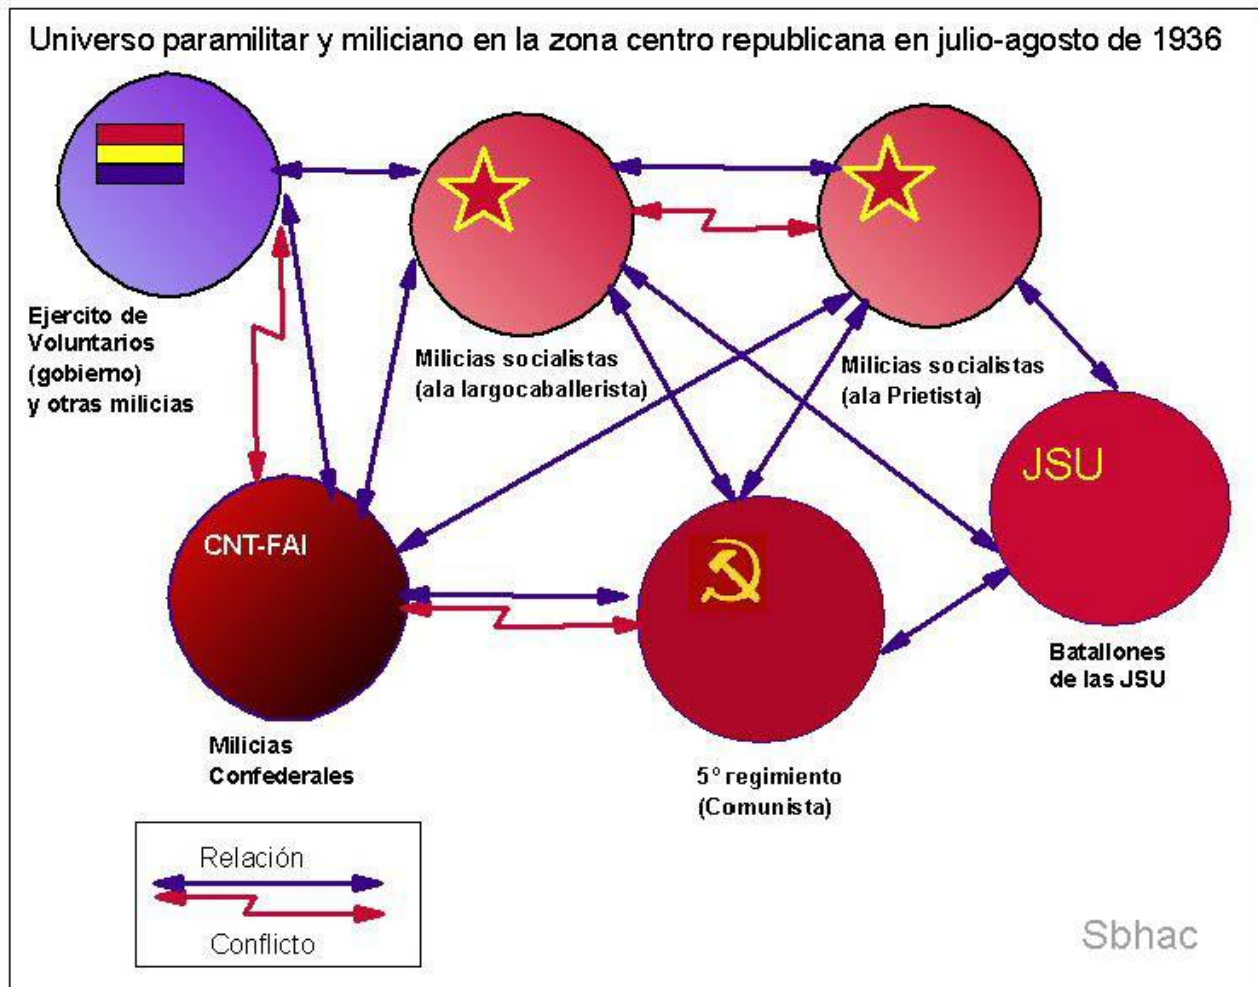 Universo paramilitar y miliciano en la zona centro republicana en julio-agosto de 1936
Ejercito de
Voluntarios
(gobierno)
y otras milicias
Milicias socialistas
(ala largocaballerista)
Milicias socialistas
(ala Prietista)
JSU
CNT-FAI
Batallones
de las JSU
Milicias
Confederales
5º regimiento
(Comunista)
Relación
Conflicto
Sbhac